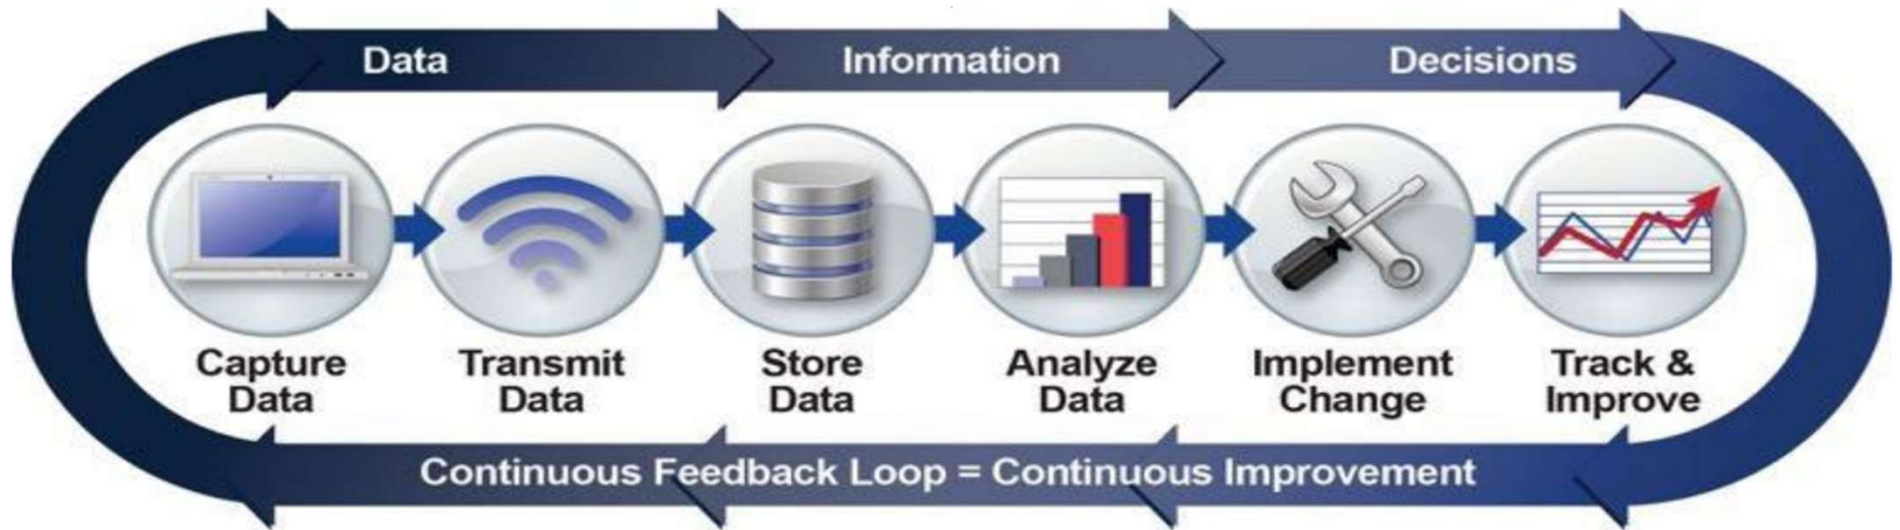 Data
Information
Decisions
Capture
Data
Transmit
Data
Store
Data
Analyze
Data
Implement
Change
Track &
Improve
Continuous Feedback Loop = Continuous Improvement